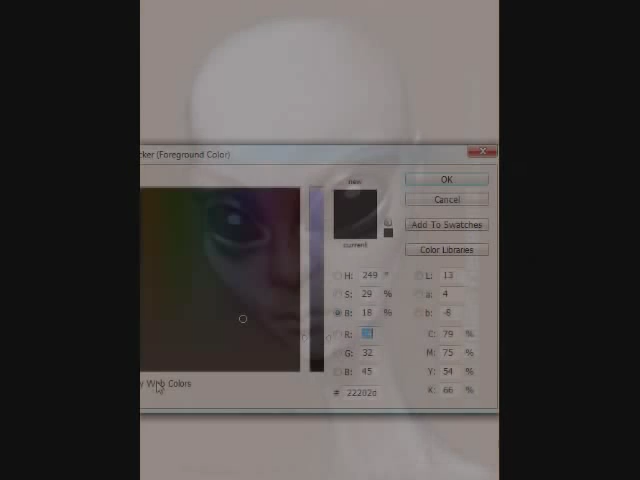 cker (Foreground Color)
new
OK
Cancel
current
Add To Swatches
Color Libraries
H: 249 °
L: 13
S: 29 %
a: 4
B: 18 %
b: -8
R:
C: 79 %
G: 32
M: 75 %
B: 45
Y: 54 %
y Web Colors
#
K: 66 %